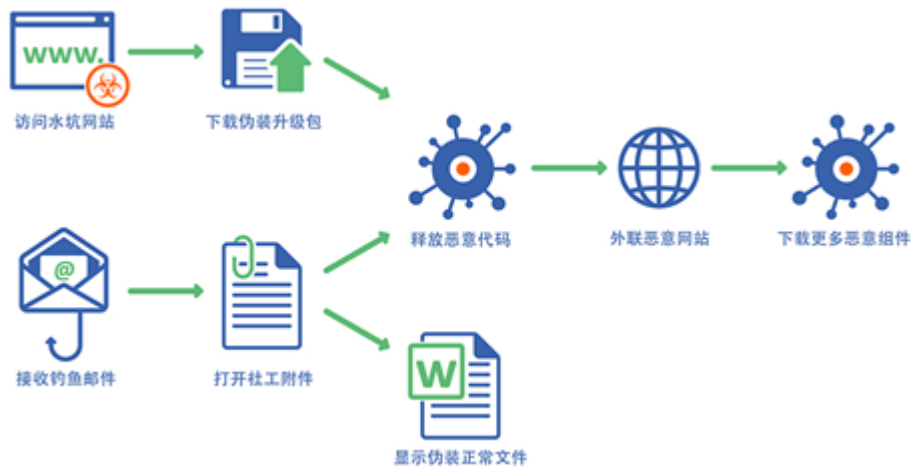 www.
访问水坑网站
下载伪装升级包
释放恶意代码
外联恶意网站
下载更多恶意组件
@
接收钓鱼邮件
打开社工附件
W
显示伪装正常文件